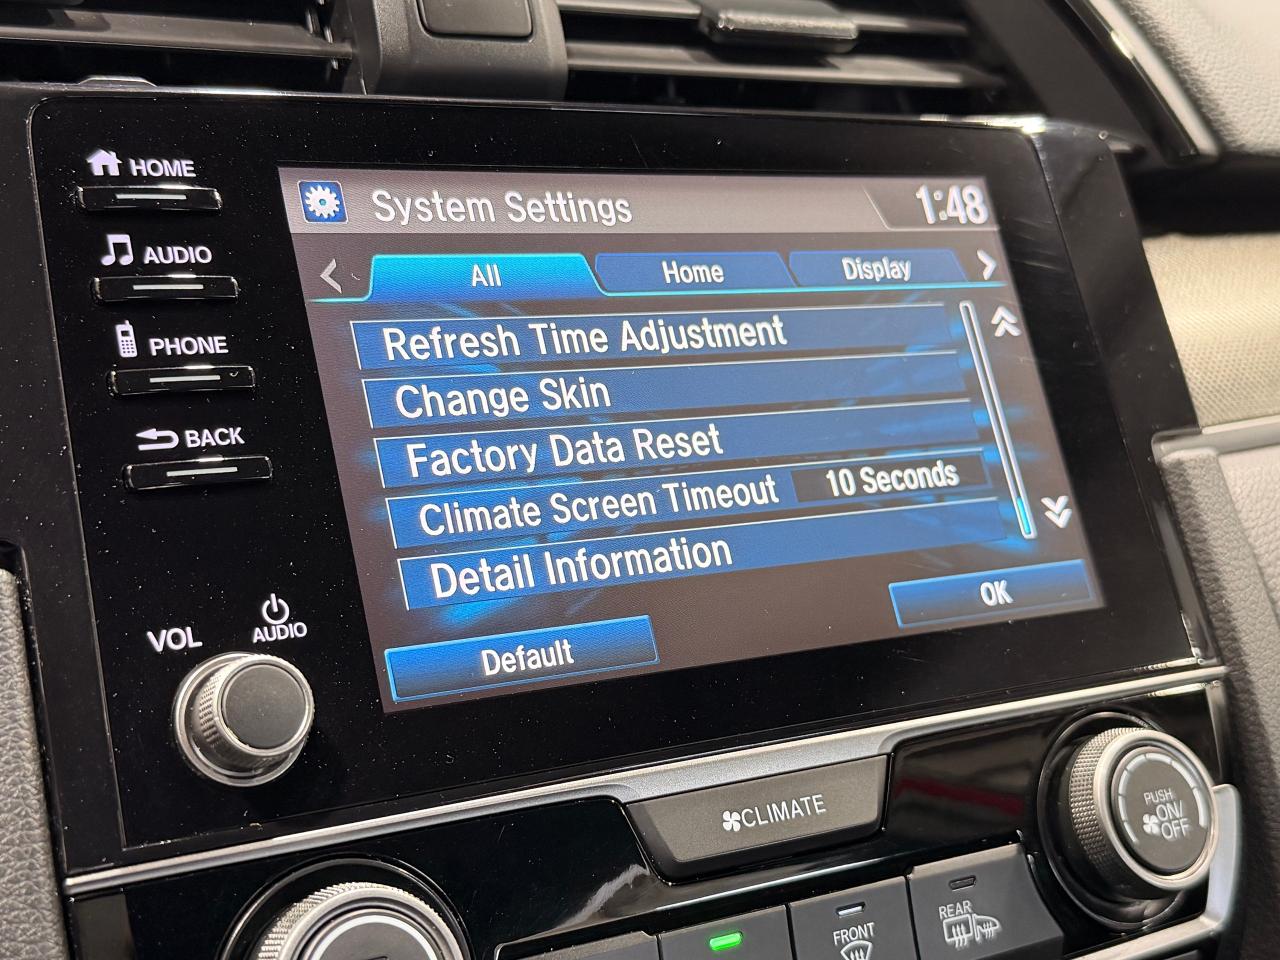 HOME
AUDIO
PHONE
BACK
VOL
AUDIO
System Settings
1:48
All
Home
Display
Refresh Time Adjustment
Change Skin
Factory Data Reset
Climate Screen Timeout 10 Seconds
Detail Information
Default
OK
CLIMATE
PUSH
ON/
OFF
FRONT
REAR